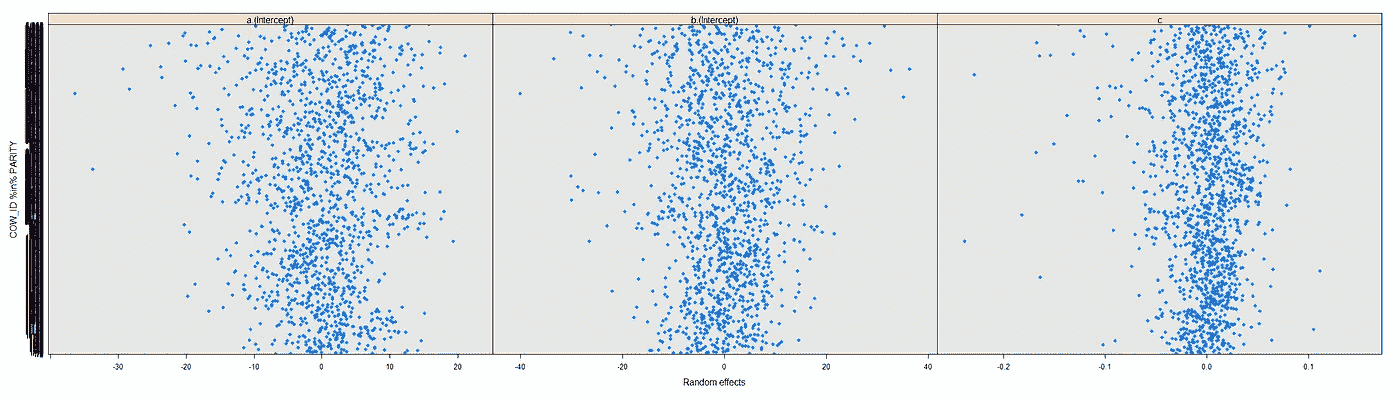 a.(Intercept) b.(Intercept) c
COW_ID %in% PARITY
-30 -20 -10 0 10 20 -40 -20 0 20 40 -0.2 -0.1 0.0 0.1
Random effects